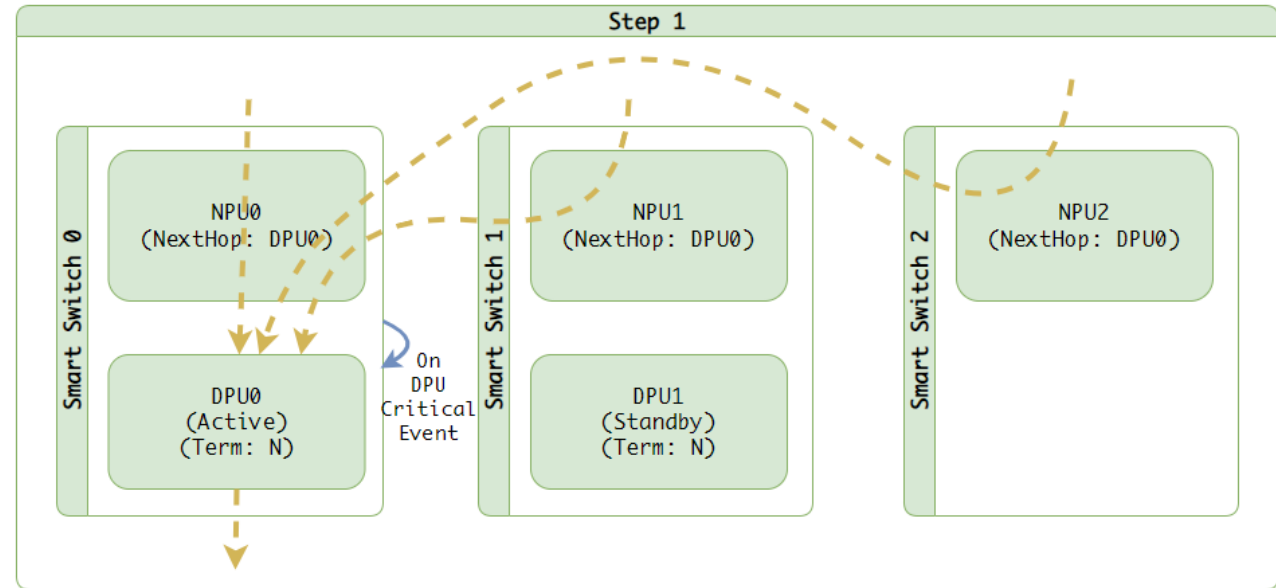 Step 1
Smart Switch 0
NPU0
(NextHop: DPU0)
DPU0
(Active)
(Term: N)
On
DPU
Critical
Event
Smart Switch 1
NPU1
(NextHop: DPU0)
DPU1
(Standby)
(Term: N)
Smart Switch 2
NPU2
(NextHop: DPU0)